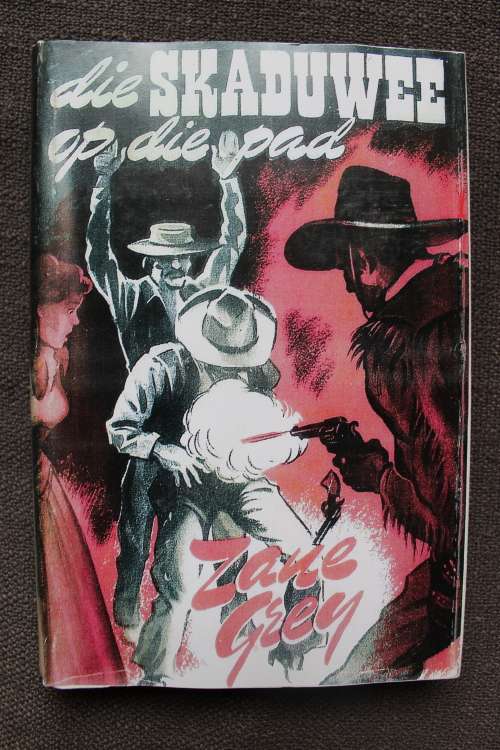 die SKADUWEE
op die pad
Zane
Grey